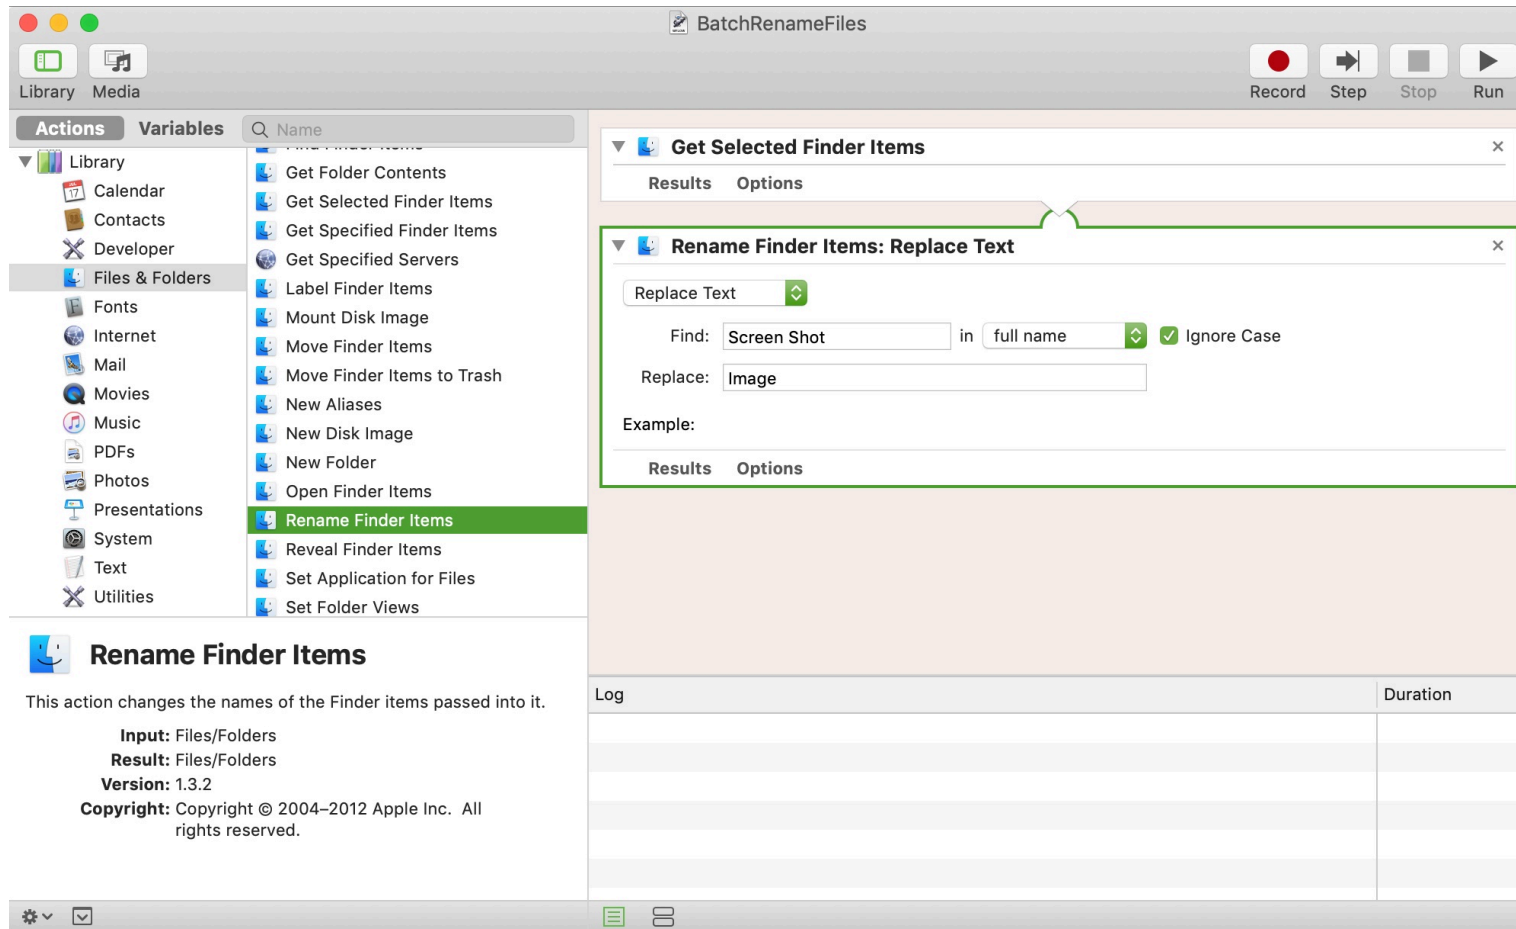 BatchRenameFiles
Library Media
Record Step Stop Run
Actions Variables Name
Library
Calendar
Contacts
Developer
Files & Folders
Fonts
Internet
Mail
Movies
Music
PDFs
Photos
Presentations
System
Text
Utilities
Find Finder Items
Get Folder Contents
Get Selected Finder Items
Get Specified Finder Items
Get Specified Servers
Label Finder Items
Mount Disk Image
Move Finder Items
Move Finder Items to Trash
New Aliases
New Disk Image
New Folder
Open Finder Items
Rename Finder Items
Reveal Finder Items
Set Application for Files
Set Folder Views
Get Selected Finder Items
Results Options
Rename Finder Items: Replace Text
Replace Text
Find: Screen Shot in full name Ignore Case
Replace: Image
Example:
Results Options
Rename Finder Items
This action changes the names of the Finder items passed into it.
Input: Files/Folders
Result: Files/Folders
Version: 1.3.2
Copyright: Copyright © 2004–2012 Apple Inc. All
rights reserved.
Log Duration